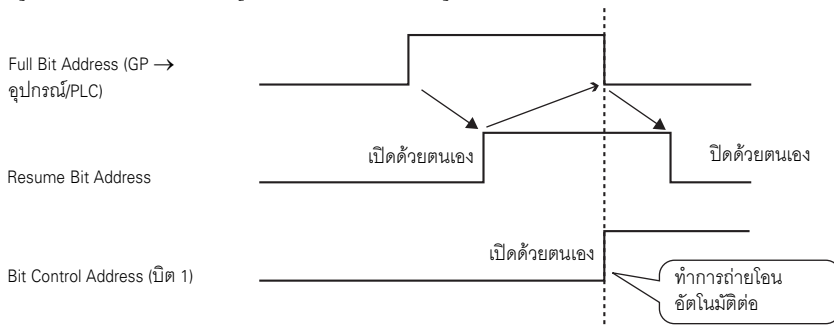 Full Bit Address (GP →
อุปกรณ์/PLC)
เปิดด้วยตนเอง
ปิดด้วยตนเอง
Resume Bit Address
เปิดด้วยตนเอง
Bit Control Address (บิต 1)
ทำการถ่ายโอน
อัตโนมัติต่อ